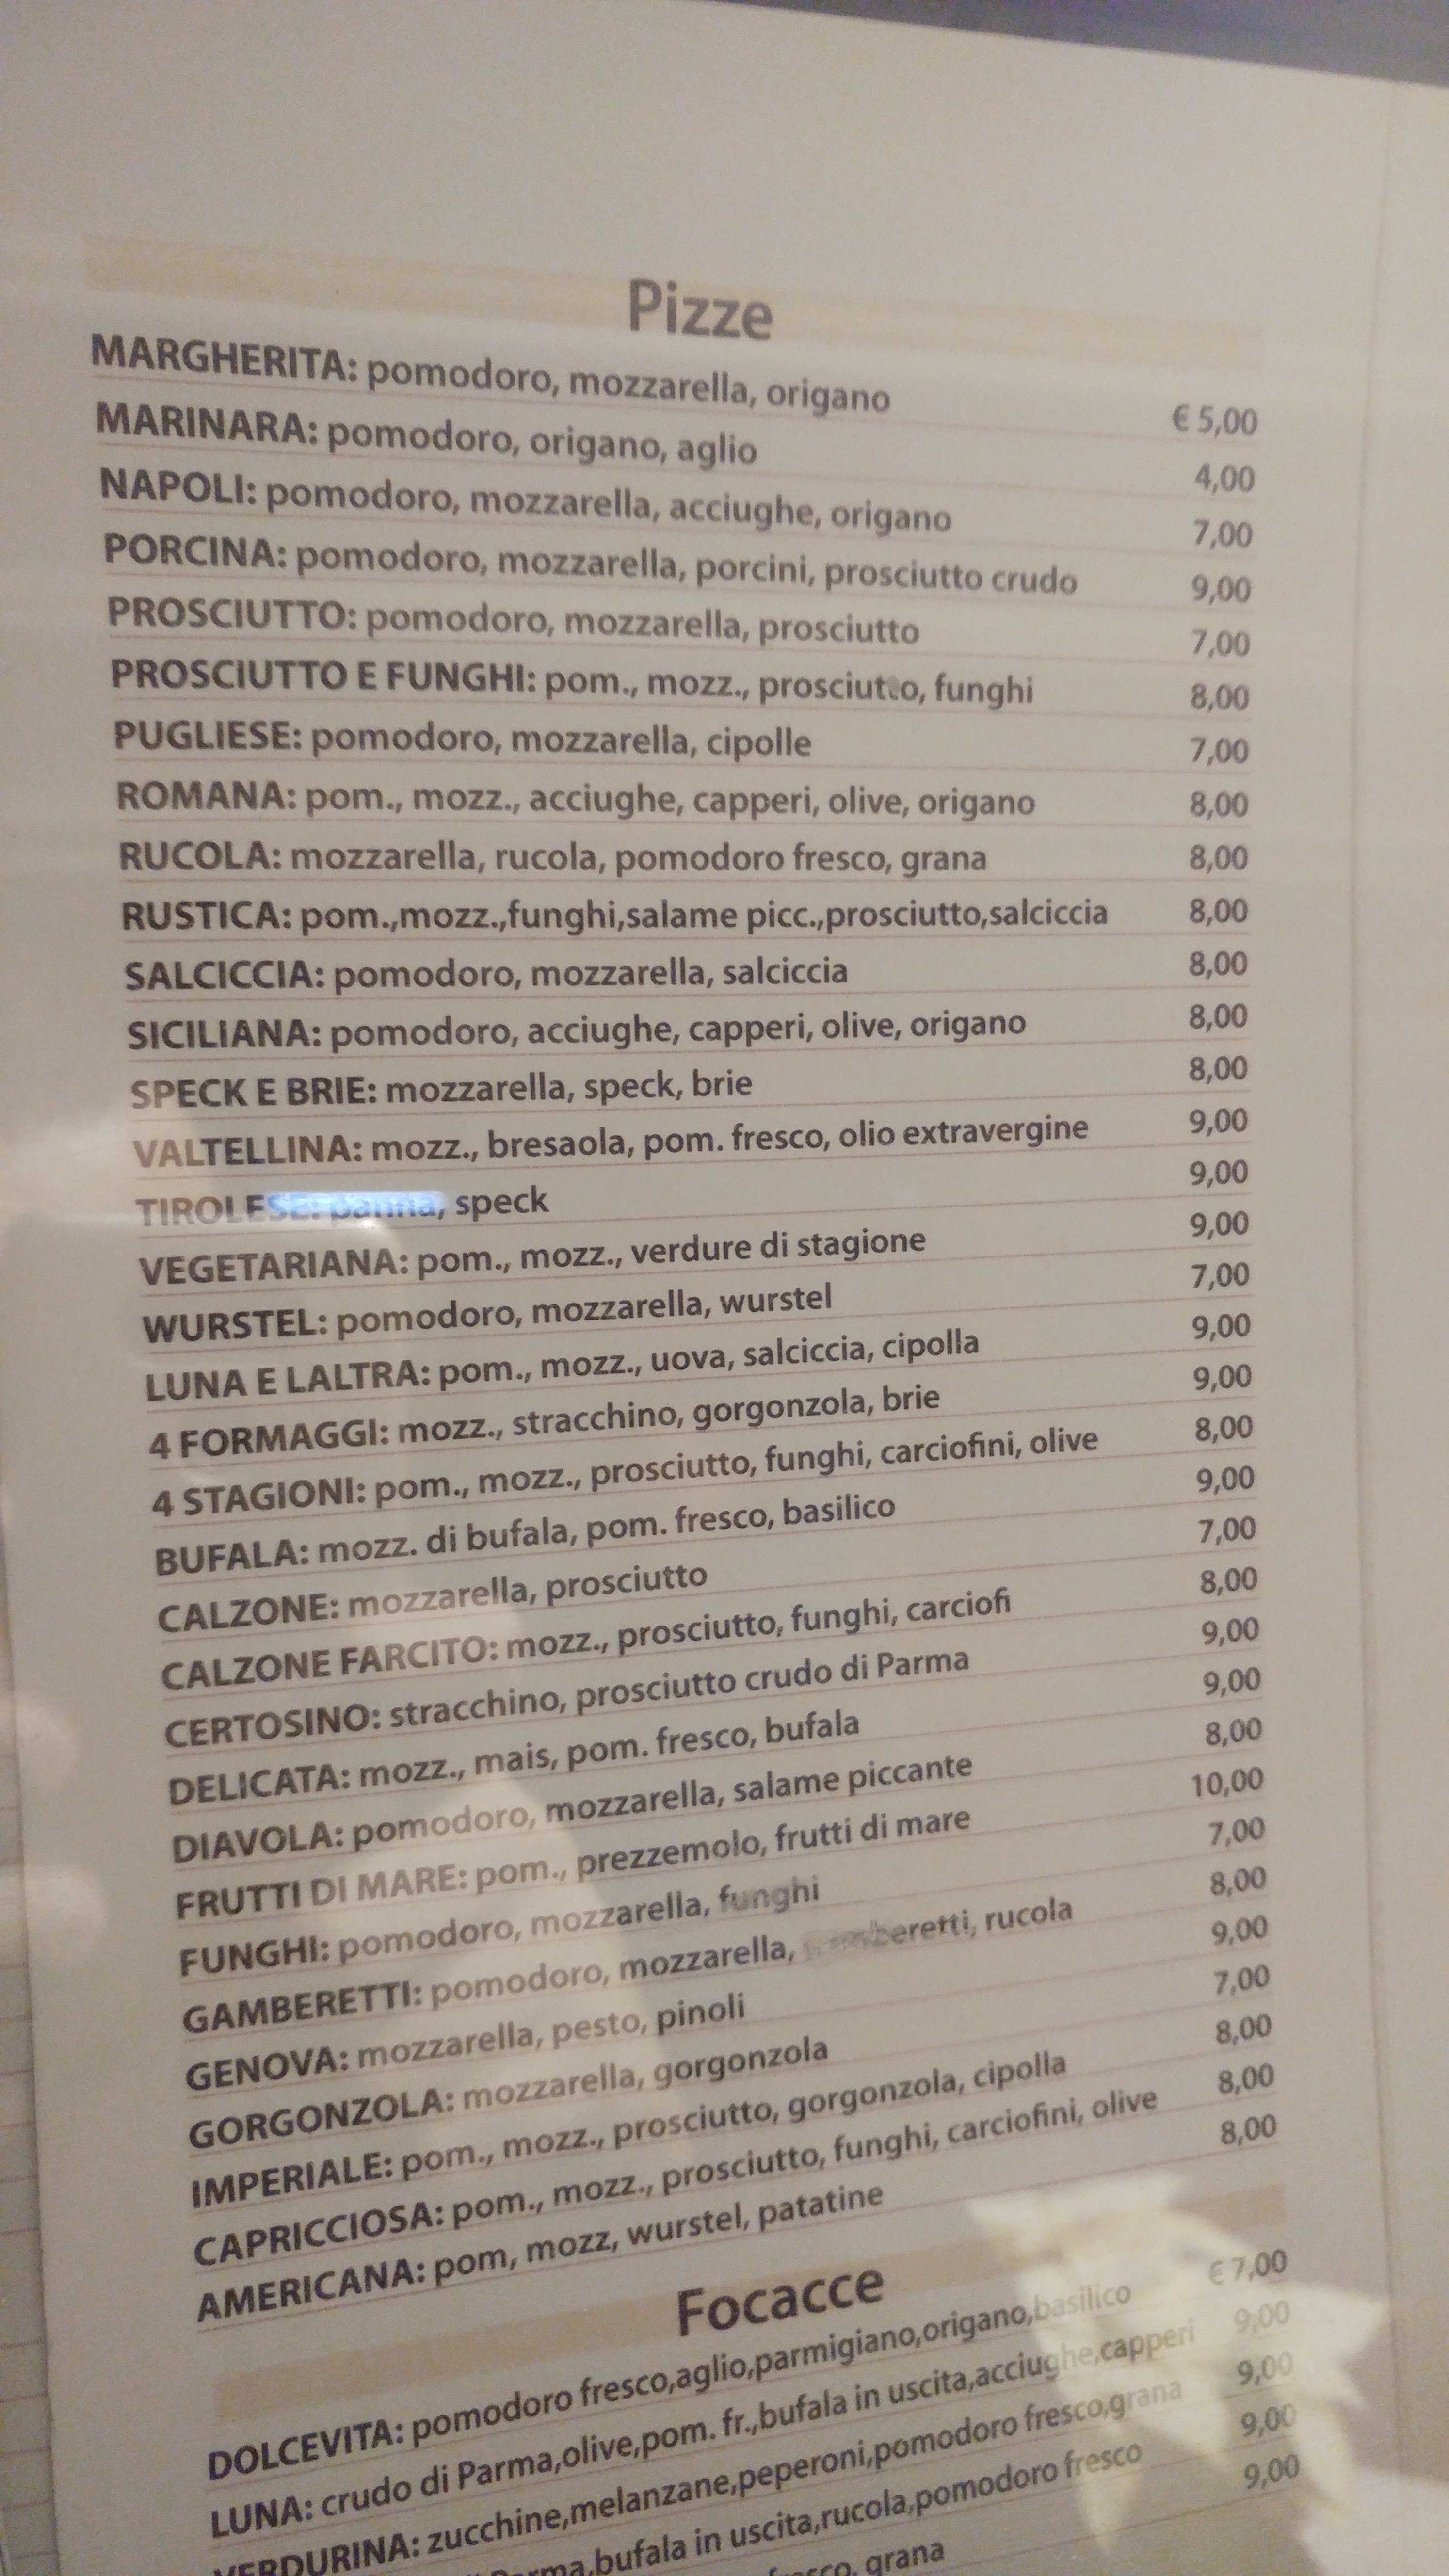 Pizze
MARGHERITA: pomodoro, mozzarella, origano € 5,00
MARINARA: pomodoro, origano, aglio 4,00
NAPOLI: pomodoro, mozzarella, acciughe, origano 7,00
PORCINA: pomodoro, mozzarella, porcini, prosciutto crudo 9,00
PROSCIUTTO: pomodoro, mozzarella, prosciutto 7,00
PROSCIUTTO E FUNGHI: pom., mozz., prosciutto, funghi 8,00
PUGLIESE: pomodoro, mozzarella, cipolle 7,00
ROMANA: pom., mozz., acciughe, capperi, olive, origano 8,00
RUCOLA: mozzarella, rucola, pomodoro fresco, grana 8,00
RUSTICA: pom.,mozz.,funghi,salame picc.,prosciutto,salciccia 8,00
SALCICCIA: pomodoro, mozzarella, salciccia 8,00
SICILIANA: pomodoro, acciughe, capperi, olive, origano 8,00
SPECK E BRIE: mozzarella, speck, brie 8,00
VALTELLINA: mozz., bresaola, pom. fresco, olio extravergine 9,00
TIROLESE: panna, speck 9,00
VEGETARIANA: pom., mozz., verdure di stagione 9,00
WURSTEL: pomodoro, mozzarella, wurstel 7,00
LUNA E LALTRA: pom., mozz., uova, salciccia, cipolla 9,00
4 FORMAGGI: mozz., stracchino, gorgonzola, brie 9,00
4 STAGIONI: pom., mozz., prosciutto, funghi, carciofini, olive 8,00
BUFALA: mozz. di bufala, pom. fresco, basilico 9,00
CALZONE: mozzarella, prosciutto 7,00
CALZONE FARCITO: mozz., prosciutto, funghi, carciofi 8,00
CERTOSINO: stracchino, prosciutto crudo di Parma 9,00
DELICATA: mozz., mais, pom. fresco, bufala 9,00
DIAVOLA: pomodoro, mozzarella, salame piccante 8,00
FRUTTI DI MARE: pom., prezzemolo, frutti di mare 10,00
FUNGHI: pomodoro, mozzarella, funghi 7,00
GAMBERETTI: pomodoro, mozzarella, gamberetti, rucola 8,00
GENOVA: mozzarella, pesto, pinoli 9,00
GORGONZOLA: mozzarella, gorgonzola 7,00
IMPERIALE: pom., mozz., prosciutto, gorgonzola, cipolla 8,00
CAPRICCIOSA: pom., mozz., prosciutto, funghi, carciofini, olive 8,00
AMERICANA: pom, mozz, wurstel, patatine 8,00
Focacce
DOLCEVITA: pomodoro fresco,aglio,parmigiano,origano,basilico € 7,00
LUNA: crudo di Parma,olive,pom. fr.,bufala in uscita,acciughe,capperi 9,00
VERDURINA: zucchine,melanzane,peperoni,pomodoro fresco,grana 9,00
Parma,bufala in uscita,rucola,pomodoro fresco 9,00
grana 9,00